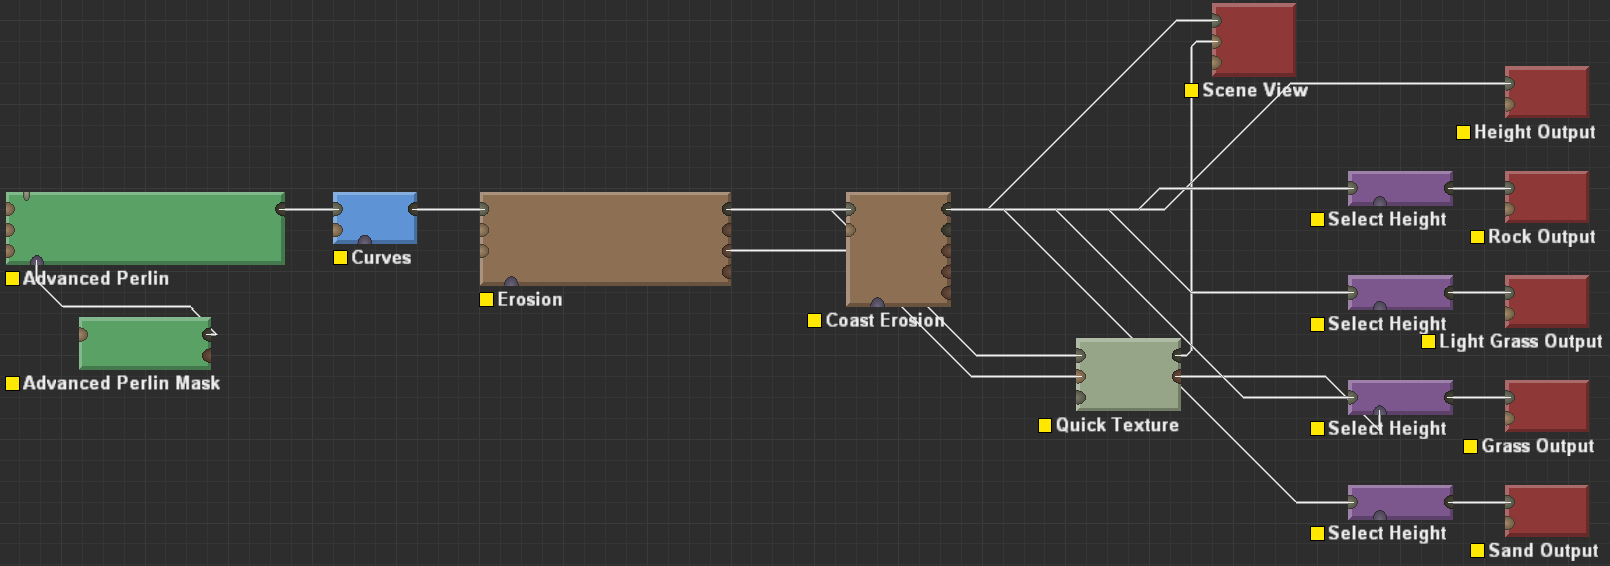 Scene View
Height Output
Select Height
Rock Output
Advanced Perlin
Curves
Erosion
Coast Erosion
Select Height
Light Grass Output
Advanced Perlin Mask
Quick Texture
Select Height
Grass Output
Select Height
Sand Output